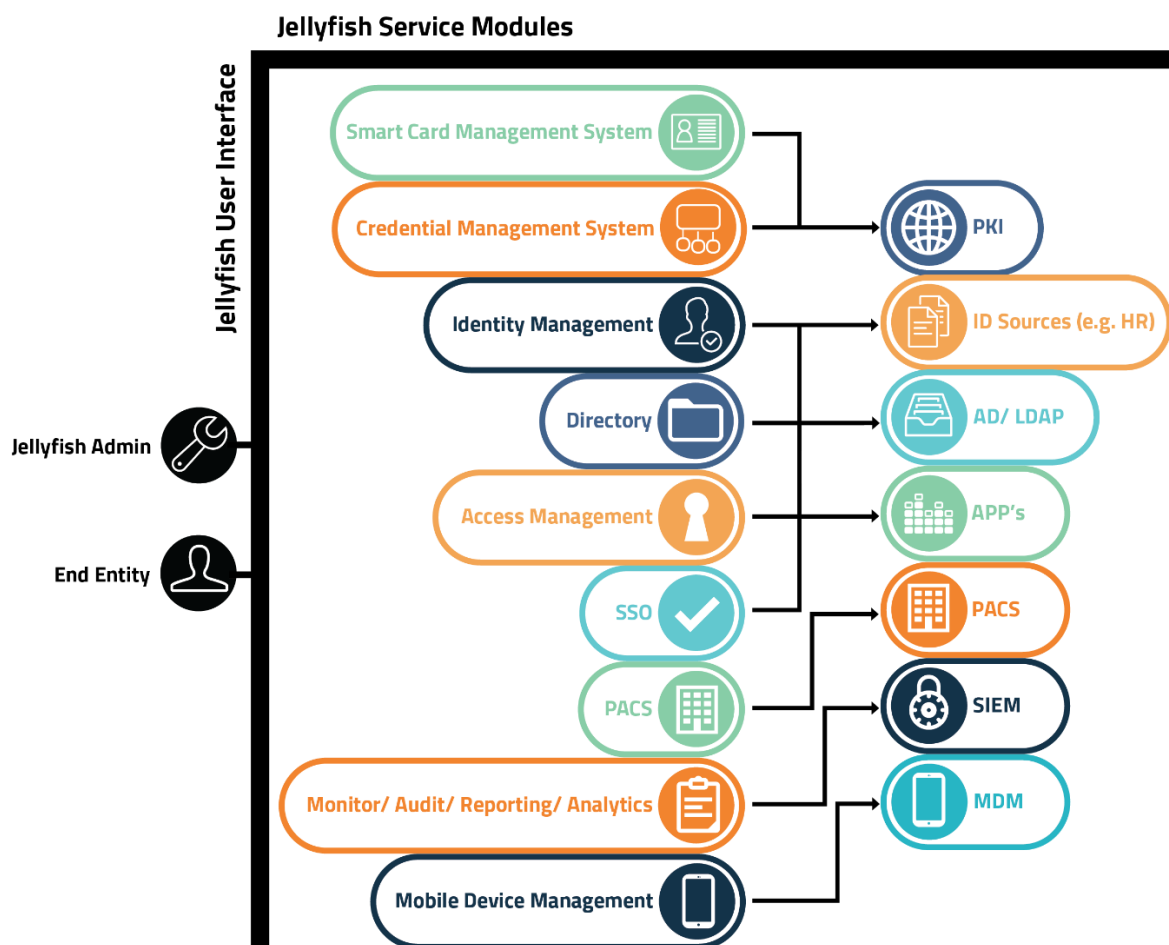 Jellyfish Service Modules
Jellyfish User Interface
Smart Card Management System
Credential Management System
PKI
Identity Management
ID Sources (e.g. HR)
Directory
AD/ LDAP
Jellyfish Admin
Access Management
APP's
End Entity
SSO
PACS
PACS
SIEM
Monitor/ Audit/ Reporting/ Analytics
MDM
Mobile Device Management